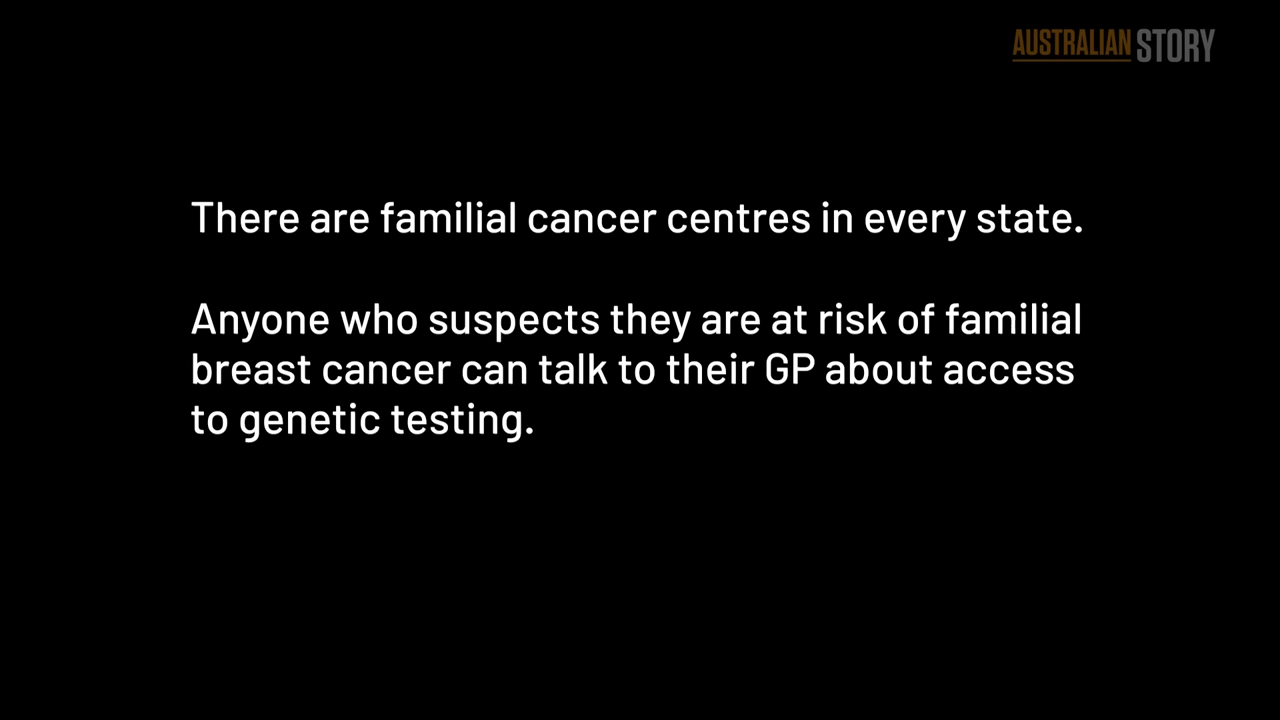 AUSTRALIAN STORY
There are familial cancer centres in every state.
Anyone who suspects they are at risk of familial
breast cancer can talk to their GP about access
to genetic testing.